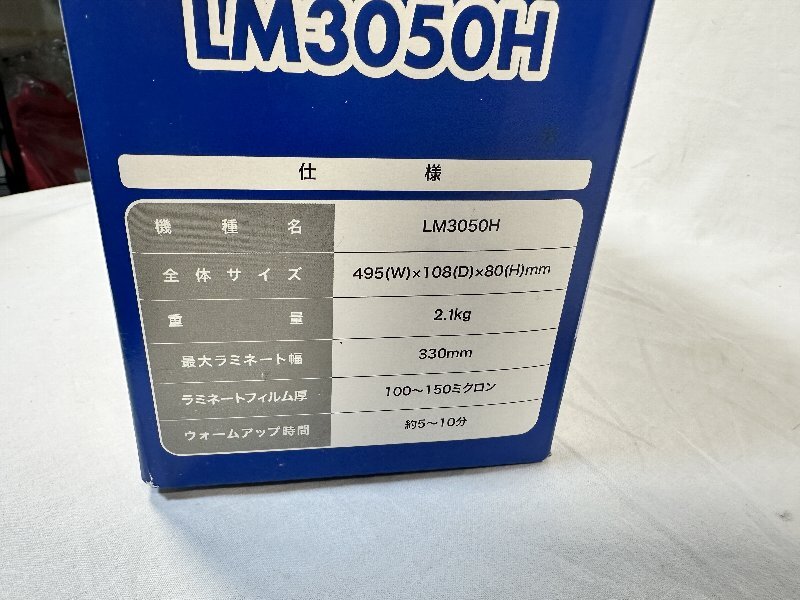 LM3050H
仕様
機種名 LM3050H
全体サイズ 495(W)×108(D)×80(H)mm
重量 2.1kg
最大ラミネート幅 330mm
ラミネートフィルム厚 100～150ミクロン
ウォームアップ時間 約5～10分